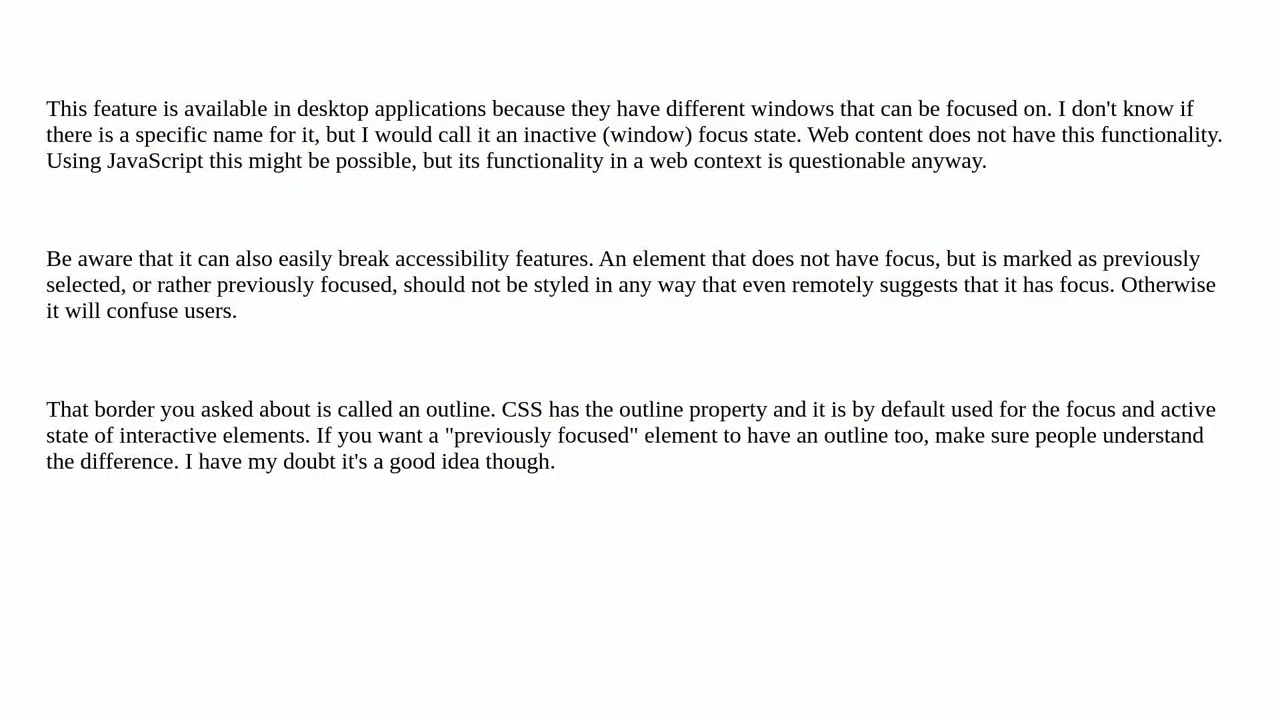 This feature is available in desktop applications because they have different windows that can be focused on. I don't know if
there is a specific name for it, but I would call it an inactive (window) focus state. Web content does not have this functionality.
Using JavaScript this might be possible, but its functionality in a web context is questionable anyway.
Be aware that it can also easily break accessibility features. An element that does not have focus, but is marked as previously
selected, or rather previously focused, should not be styled in any way that even remotely suggests that it has focus. Otherwise
it will confuse users.
That border you asked about is called an outline. CSS has the outline property and it is by default used for the focus and active
state of interactive elements. If you want a "previously focused" element to have an outline too, make sure people understand
the difference. I have my doubt it's a good idea though.